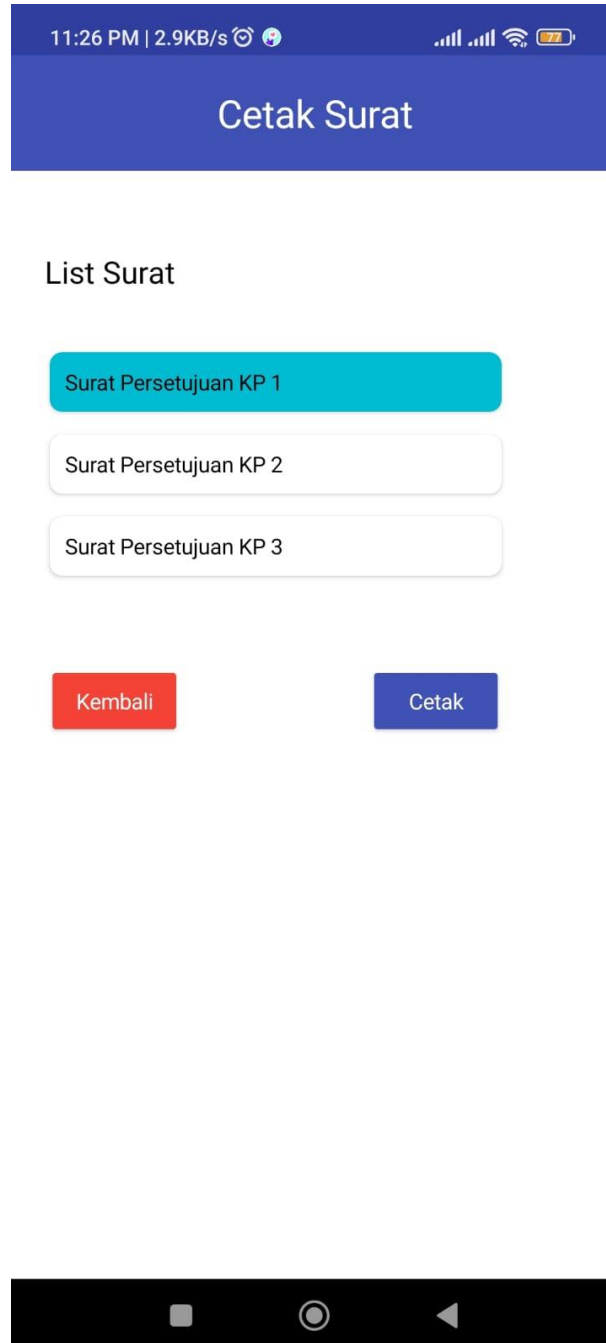 11:26 PM | 2.9KB/s 77
Cetak Surat
List Surat
Surat Persetujuan KP 1
Surat Persetujuan KP 2
Surat Persetujuan KP 3
Kembali Cetak